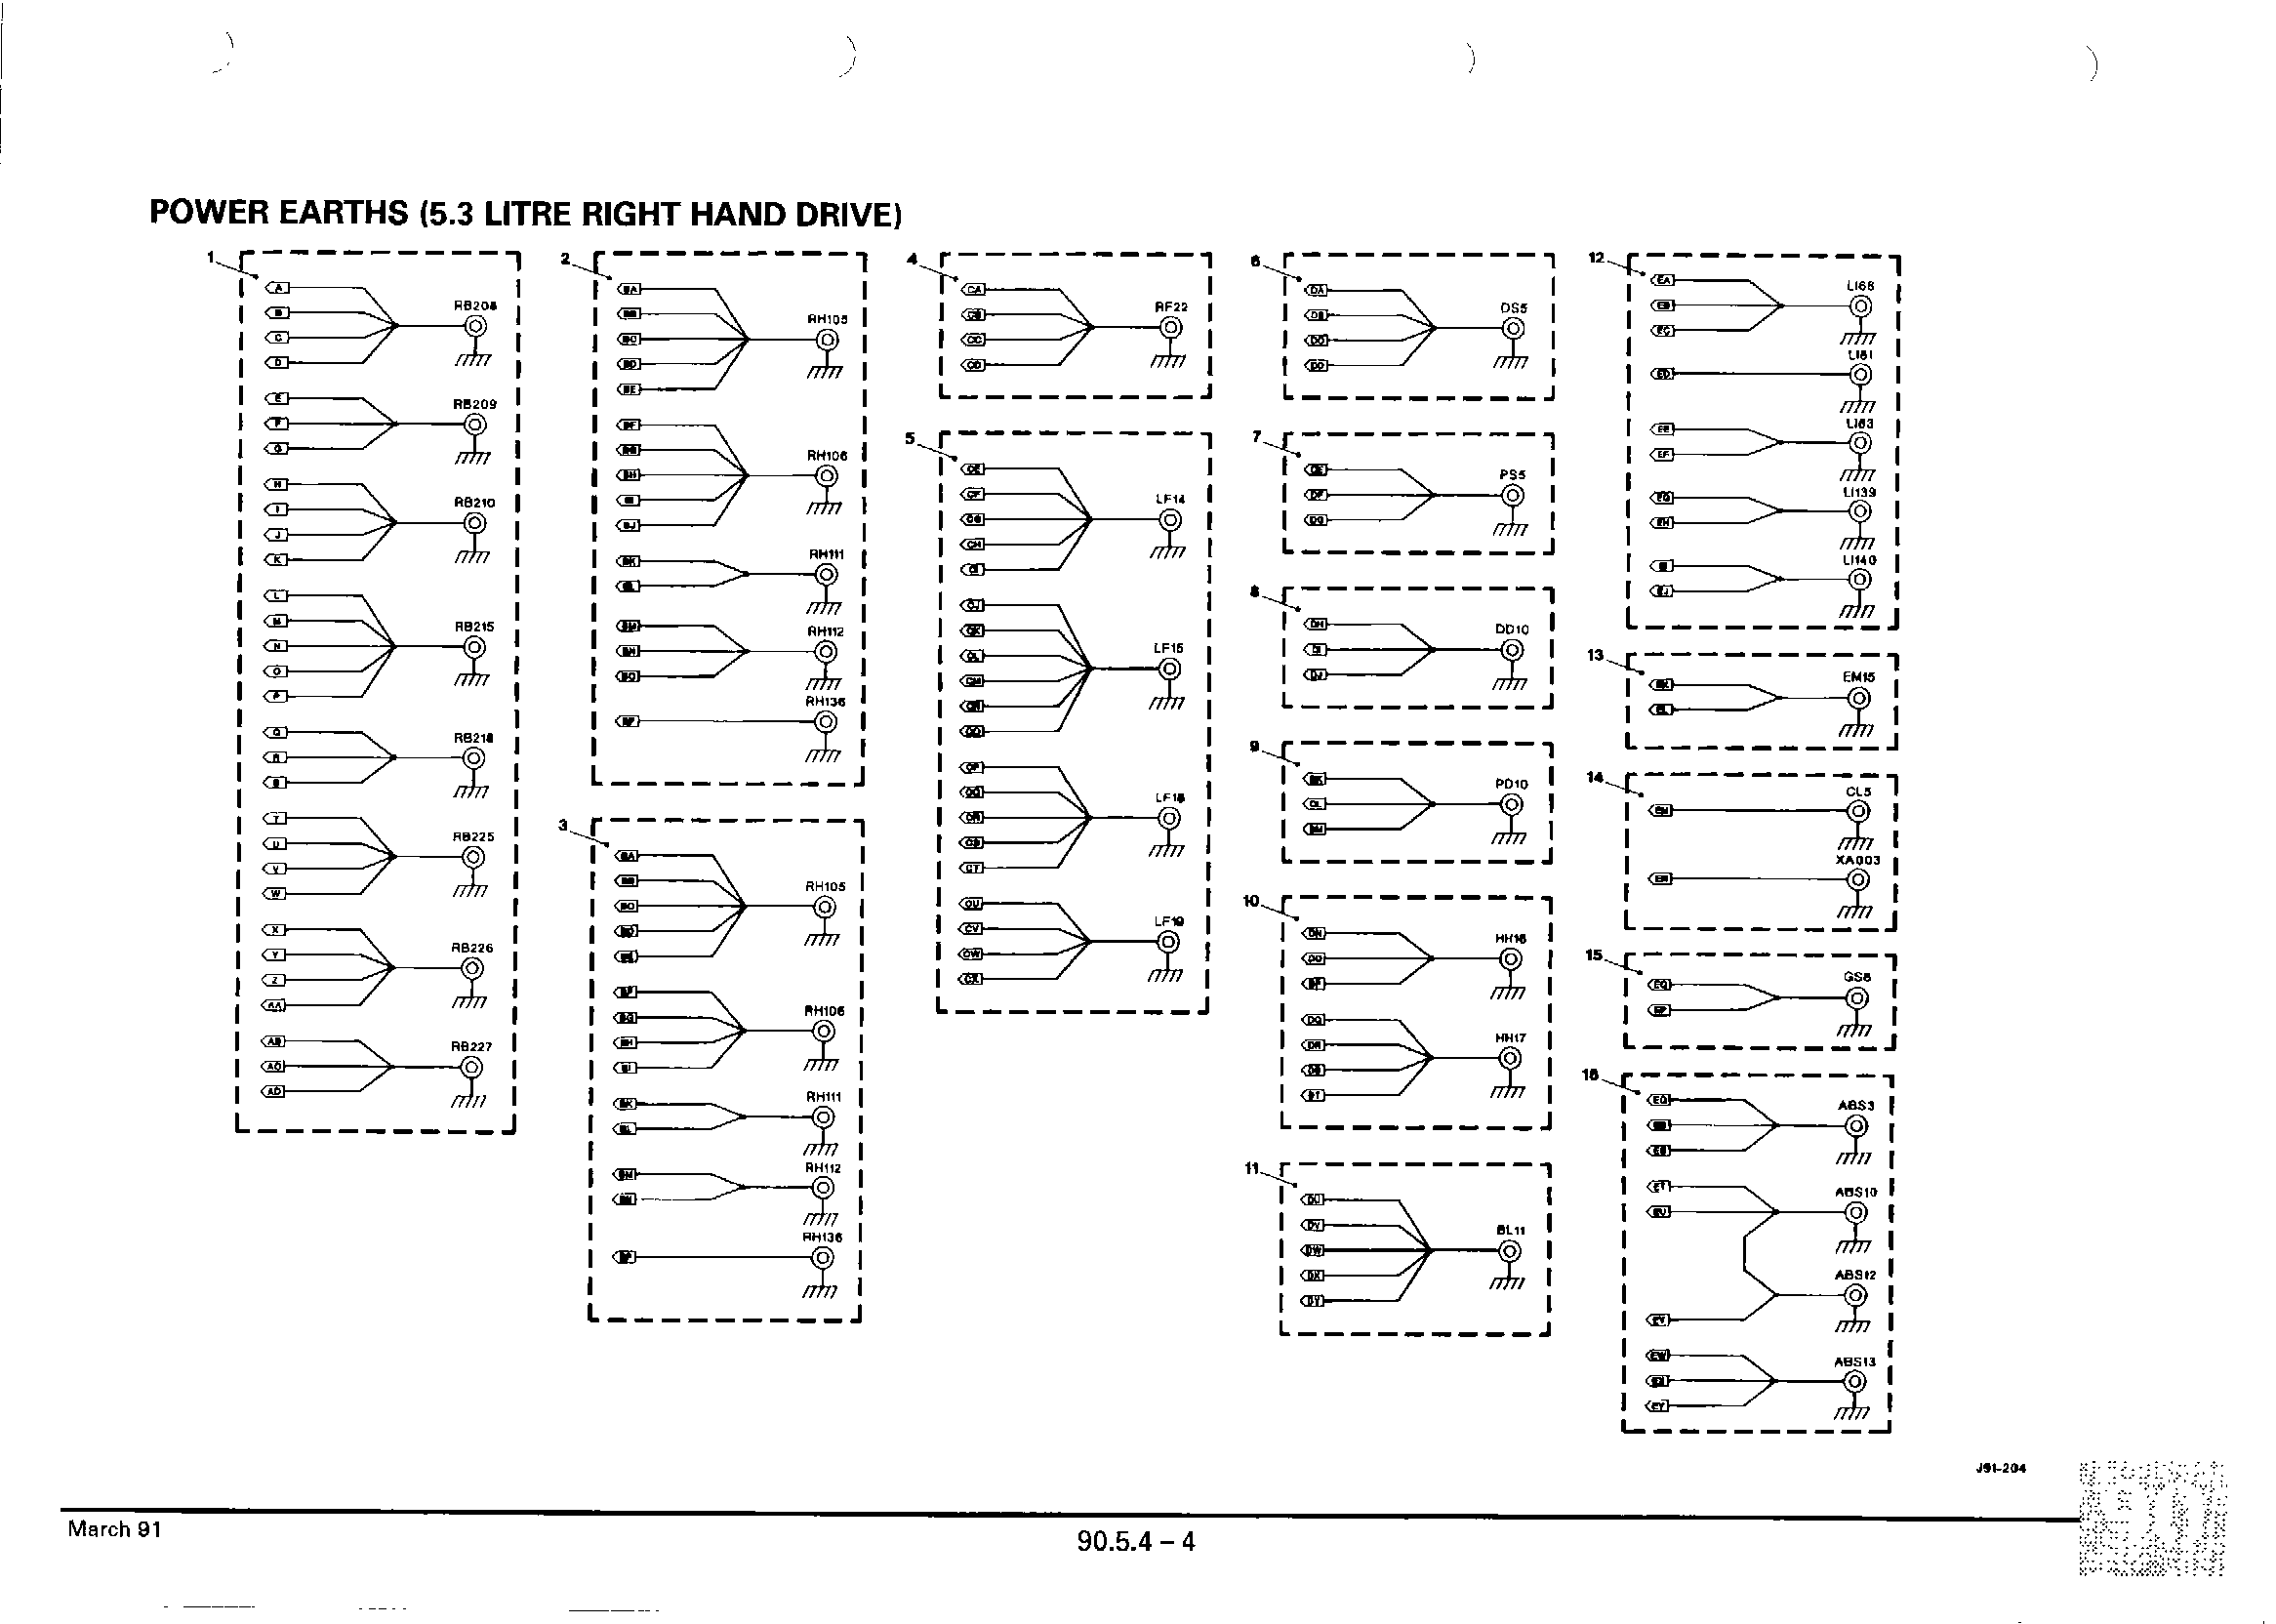 POWER EARTHS (5.3 LITRE RIGHT HAND DRIVE)
1
A
B
C
D
RB208
E
F
G
RB209
H
I
J
K
RB210
L
M
N
O
P
RB215
Q
R
S
RB218
T
U
V
W
RB225
X
Y
Z
AA
RB226
AB
AC
AD
RB227
2
BA
BB
BC
BD
BE
RH105
BF
BG
BH
BI
BJ
RH106
BK
BL
RH111
BM
BN
BO
RH112
BP
RH136
3
BA
BB
BC
BD
BE
RH105
BF
BG
BH
BI
RH106
BK
BL
RH111
BM
BN
RH112
BP
RH136
4
CA
CB
CC
CD
RF22
5
CE
CF
CG
CH
CI
LF14
CJ
CK
CL
CM
CN
CO
LF15
CP
CQ
CR
CS
CT
LF18
CU
CV
CW
CX
LF19
6
DA
DB
DC
DD
DS5
7
DE
DF
DG
PS5
8
DH
DI
DJ
DD10
9
DK
DL
DM
PD10
10
DN
DO
DP
HH16
DQ
DR
DS
DT
HH17
11
DU
DV
DW
DX
DY
BL11
12
EA
EB
EC
LI68
ED
LI81
EE
EF
LI83
EG
EH
LI139
EI
EJ
LI140
13
EK
EL
EM15
14
EM
CL5
EN
XA003
15
EO
EP
GS6
16
EQ
ER
ES
ABS3
ET
EU
ABS10
EV
ABS12
EW
EX
EY
ABS13
J91-204
March 91
90.5.4 – 4